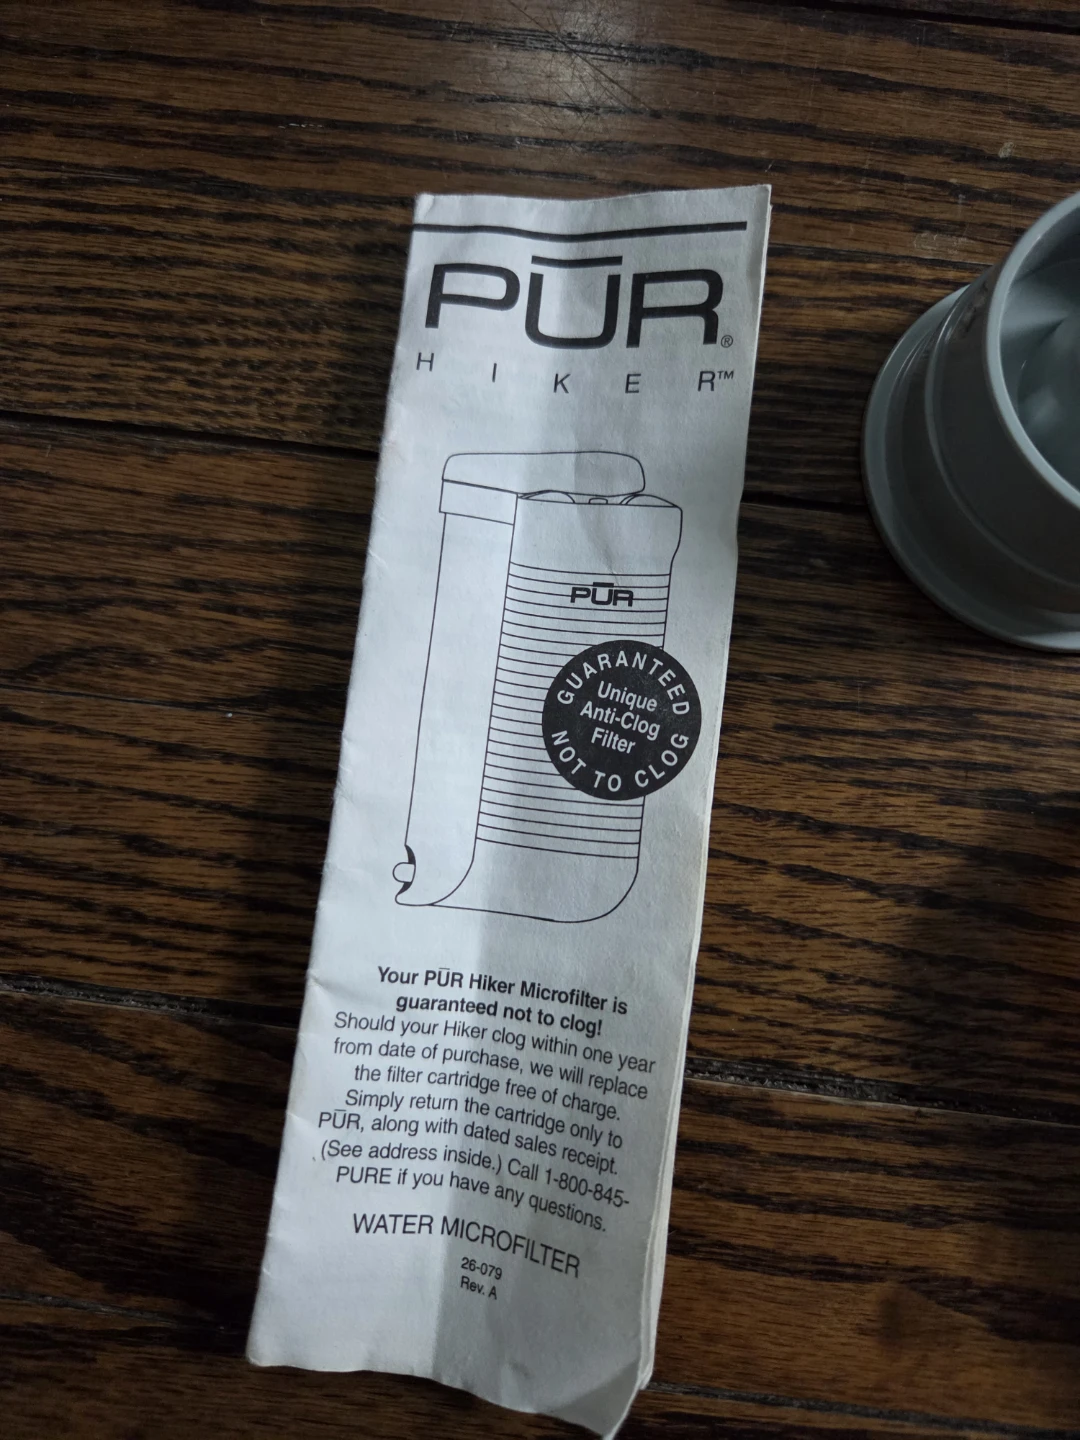 PŪR®
HIKER™
PŪR
GUARANTEED
Unique
Anti-Clog
Filter
NOT TO CLOG
Your PŪR Hiker Microfilter is
guaranteed not to clog!
Should your Hiker clog within one year
from date of purchase, we will replace
the filter cartridge free of charge.
Simply return the cartridge only to
PŪR, along with dated sales receipt.
(See address inside.) Call 1-800-845-
PURE if you have any questions.
WATER MICROFILTER
26-079
Rev. A